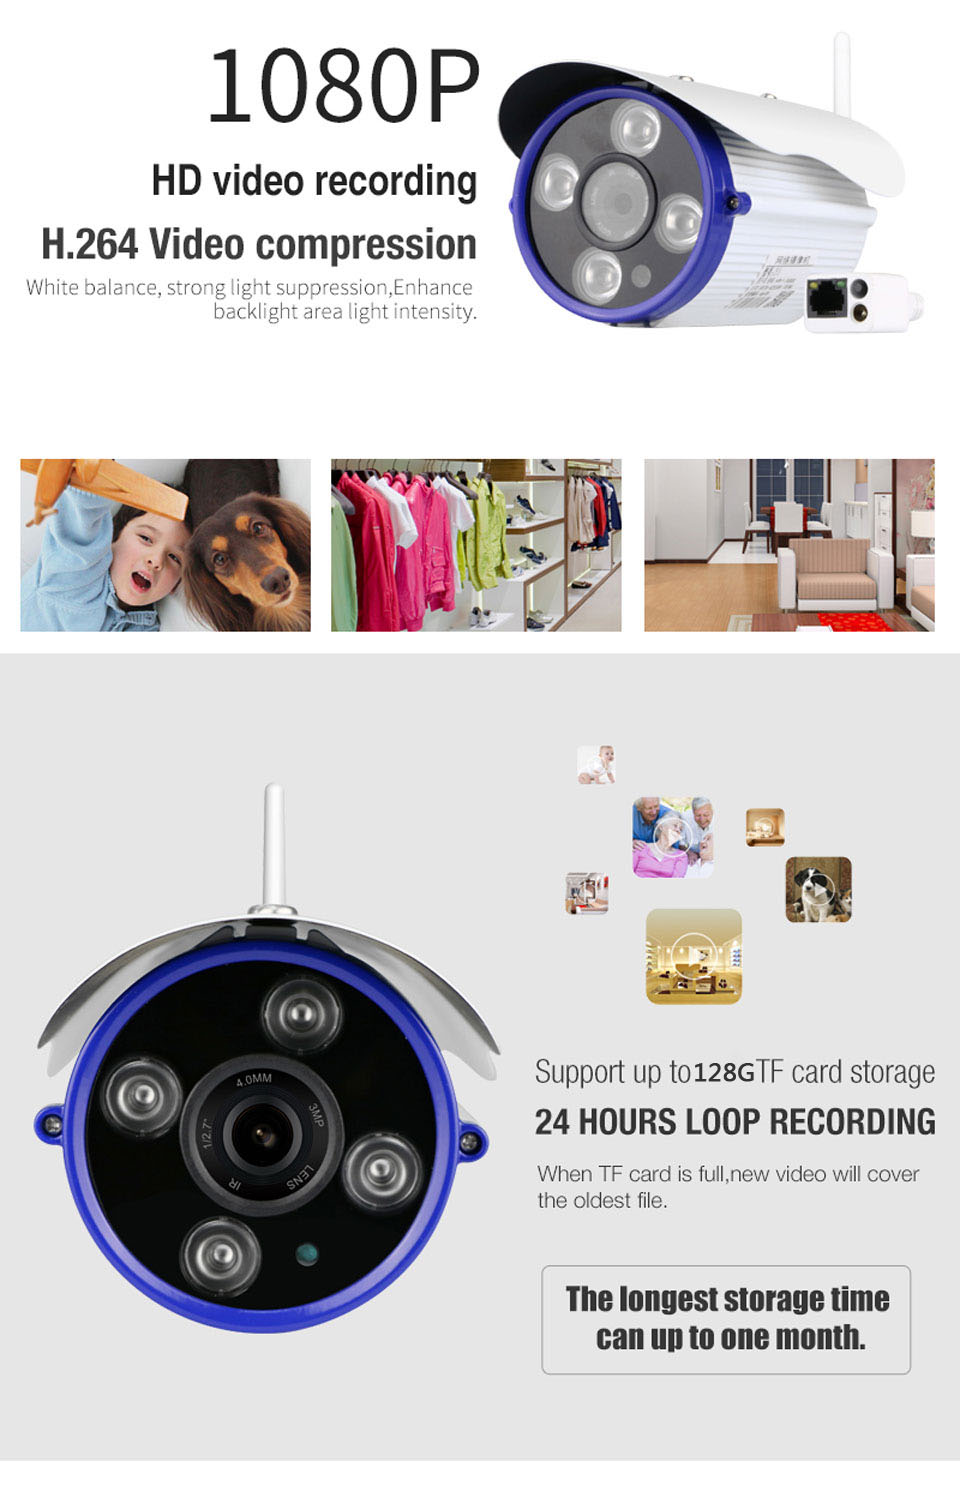 1080P
HD video recording
H.264 Video compression
White balance, strong light suppression,Enhance
backlight area light intensity.
4.0MM
3MP
LENS
IR
1/2.7"
Support up to128GTF card storage
24 HOURS LOOP RECORDING
When TF card is full,new video will cover
the oldest file.
The longest storage time
can up to one month.